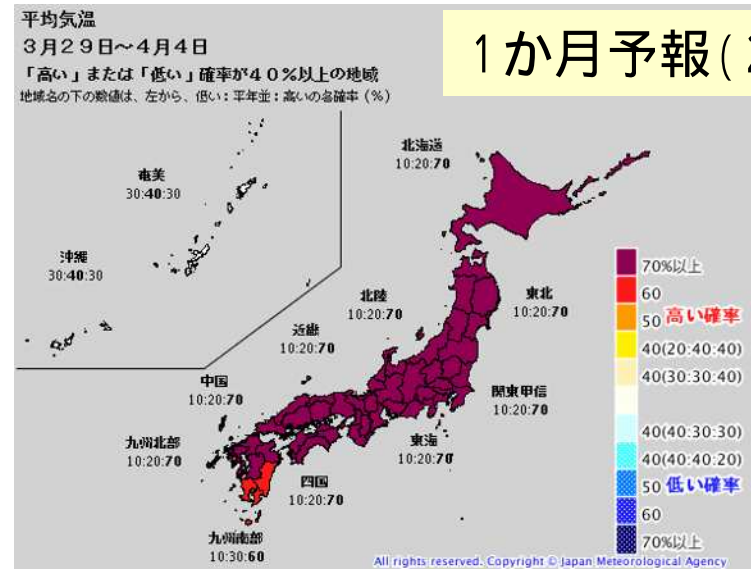 平均気温
3月29日～4月4日
「高い」または「低い」確率が40%以上の地域
地域名の下の数値は、左から、低い：平年並：高いの各確率（%）
1か月予報(
北海道
10:20:70
奄美
30:40:30
沖縄
30:40:30
北陸
10:20:70
東北
10:20:70
近畿
10:20:70
中国
10:20:70
関東甲信
10:20:70
東海
10:20:70
九州北部
10:20:70
四国
10:20:70
九州南部
10:30:60
70%以上
60
50 高い確率
40(20:40:40)
40(30:30:40)
40(40:30:30)
40(40:40:20)
50 低い確率
60
70%以上
All rights reserved. Copyright © Japan Meteorological Agency